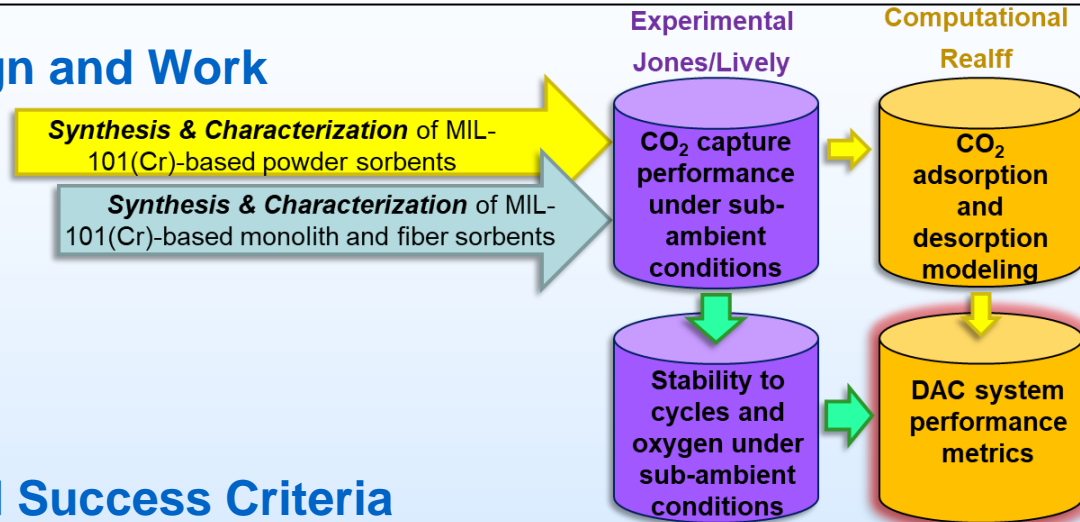 Experimental
Jones/Lively
Computational
Realff
gn and Work
Synthesis & Characterization of MIL-
101(Cr)-based powder sorbents
Synthesis & Characterization of MIL-
101(Cr)-based monolith and fiber sorbents
CO₂ capture
performance
under sub-
ambient
conditions
CO₂
adsorption
and
desorption
modeling
Stability to
cycles and
oxygen under
sub-ambient
conditions
DAC system
performance
metrics
Success Criteria